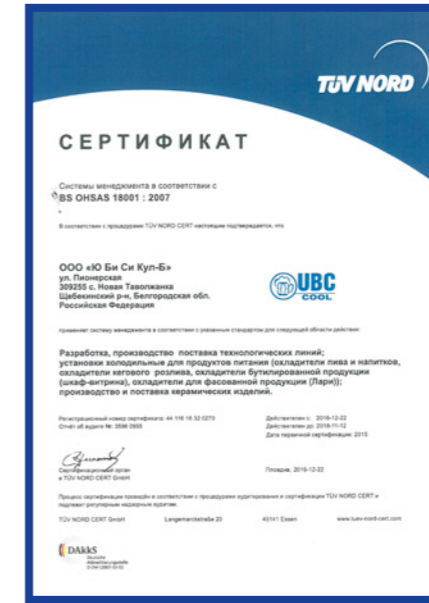 TÜV NORD
СЕРТИФИКАТ
Системы менеджмента в соответствии с
BS OHSAS 18001 : 2007
В соответствии с процедурами TÜV NORD CERT настоящим подтверждается, что
ООО «Ю Би Си Кул-Б»
ул. Пионерская
309255 с. Новая Таволжанка
Щебекинский р-н, Белгородская обл.
Российская Федерация
UBC
COOL
применяет систему менеджмента в соответствии с указанным стандартом для следующей области действия:
Разработка, производство поставка технологических линий;
установки холодильные для продуктов питания (охладители пива и напитков,
охладители кегового розлива, охладители бутилированной продукции
(шкаф-витрина), охладители для фасованной продукции (Лари));
производство и поставка керамических изделий.
Регистрационный номер сертификата: 44 116 16 32 0273
Отчёт об аудите №: 3596 0955
Действителен с: 2016-12-22
Действителен до: 2018-11-12
Дата первичной сертификации: 2015
Сертификационный орган
в TÜV NORD CERT GmbH
Пловдив, 2016-12-22
Процесс сертификации проведён в соответствии с процедурами аудитирования и сертификации TÜV NORD CERT и
подлежит регулярным надзорным аудитам.
TÜV NORD CERT GmbH Langemarckstraße 20 45141 Essen www.tuev-nord-cert.com
DAkkS
Deutsche
Akkreditierungsstelle